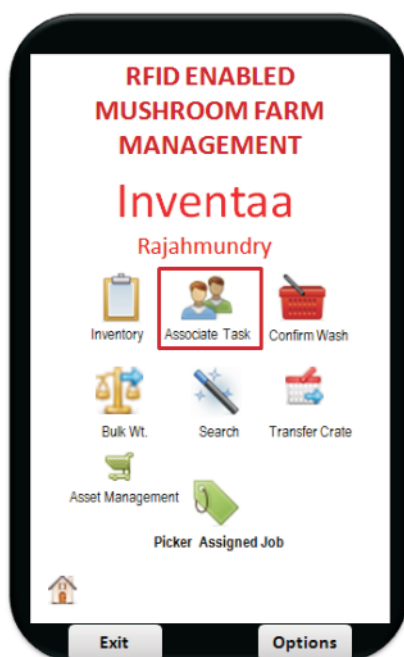 RFID ENABLED
MUSHROOM FARM
MANAGEMENT
Inventaa
Rajahmundry
Inventory Associate Task Confirm Wash
Bulk Wt. Search Transfer Crate
Asset Management
Picker Assigned Job
Exit Options